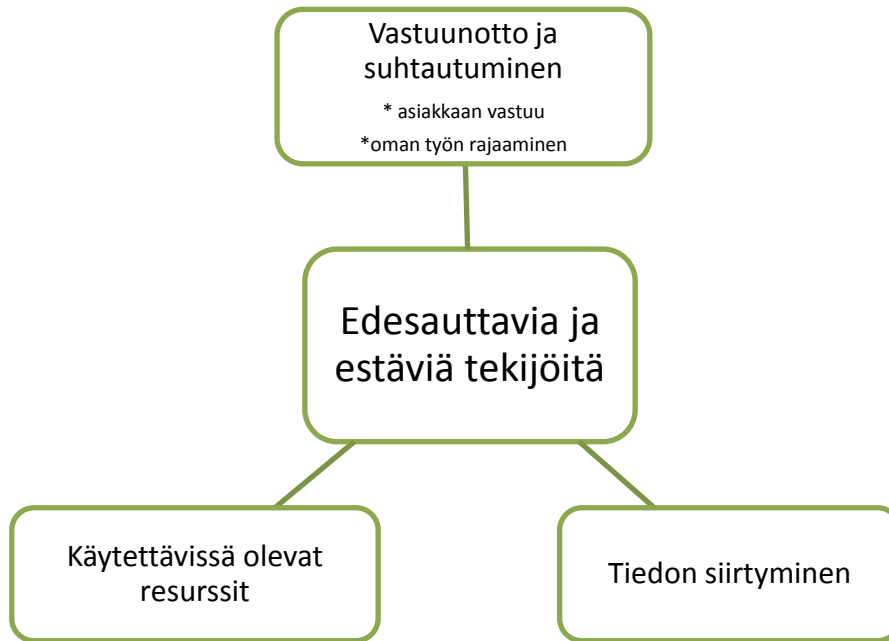 Vastuunotto ja
suhtautuminen
* asiakkaan vastuu
*oman työn rajaaminen
Edesauttavia ja
estäviä tekijöitä
Käytettävissä olevat
resurssit
Tiedon siirtyminen